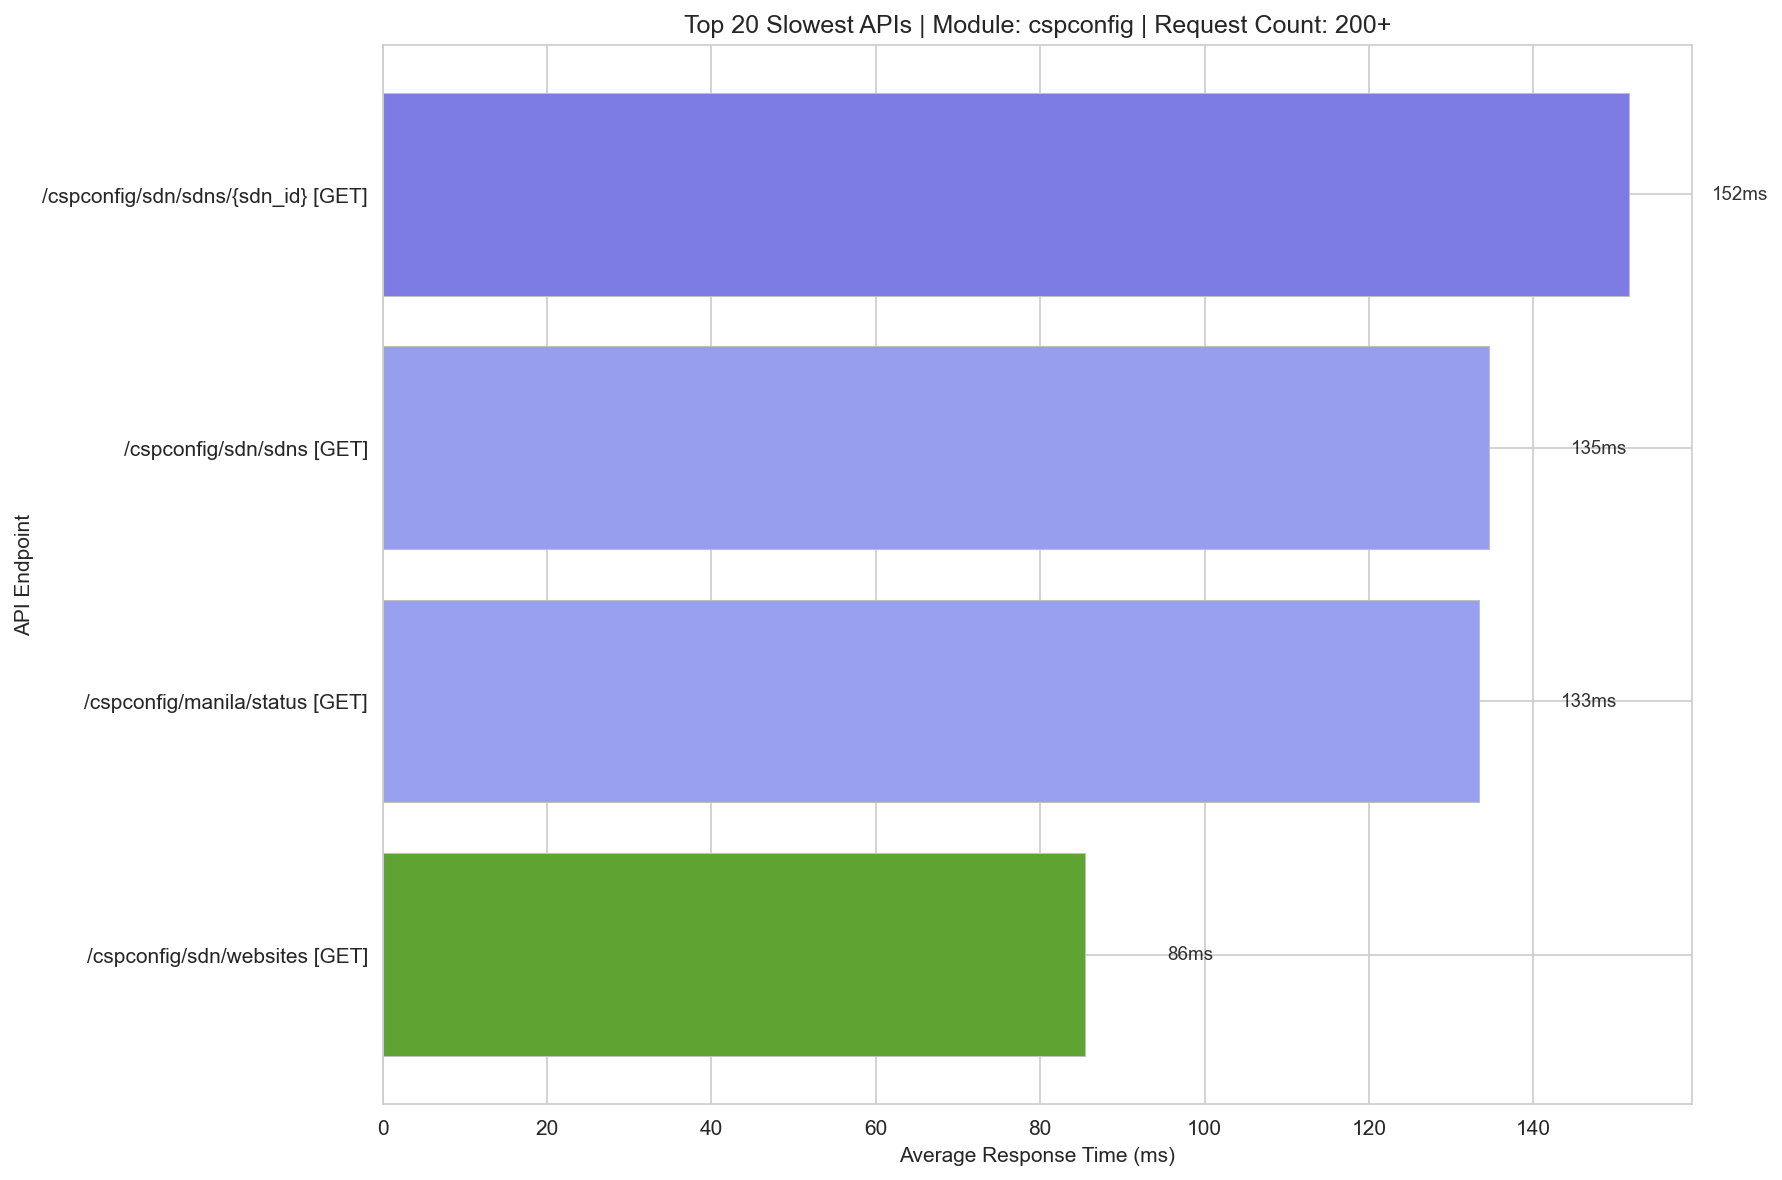 Top 20 Slowest APIs | Module: cspconfig | Request Count: 200+
/cspconfig/sdn/sdns/{sdn_id} [GET]
152ms
/cspconfig/sdn/sdns [GET]
135ms
/cspconfig/manila/status [GET]
133ms
/cspconfig/sdn/websites [GET]
86ms
API Endpoint
0 20 40 60 80 100 120 140
Average Response Time (ms)